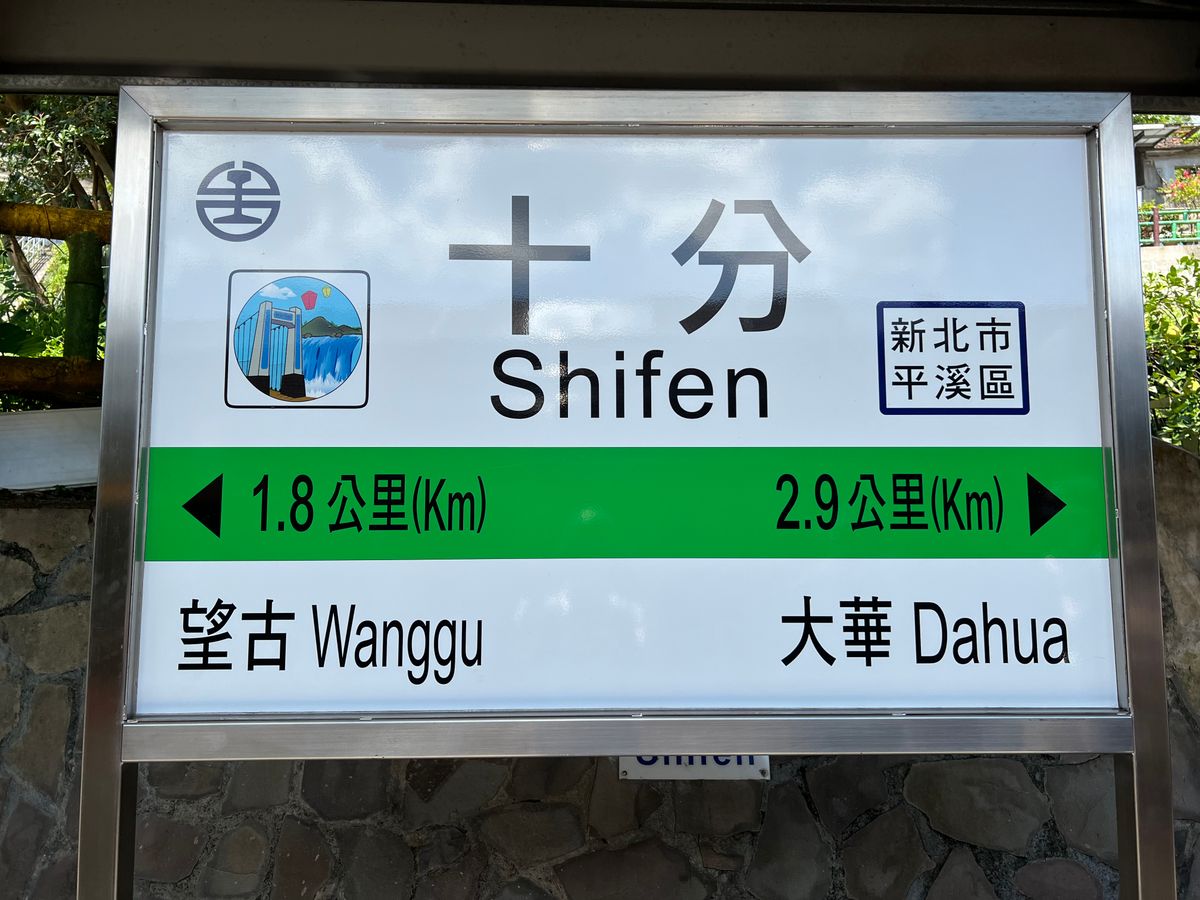 十分
Shifen
新北市
平溪區
1.8公里(Km)
2.9公里(Km)
望古 Wanggu
大華 Dahua
Shifen